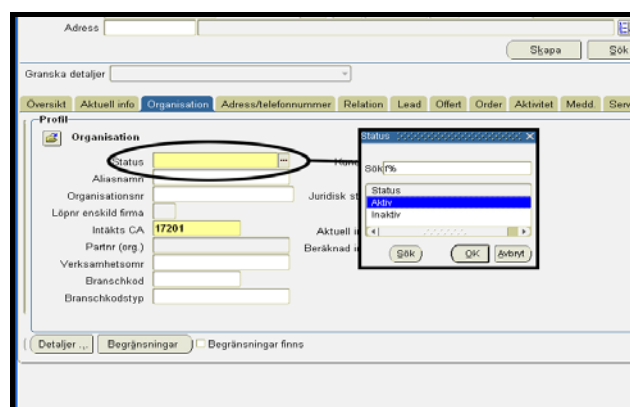 Adress
Skapa Sök
Granska detaljer
Översikt Aktuell info Organisation Adress/telefonnummer Relation Lead Offert Order Aktivitet Medd. Serv
Profil
Organisation
Status ...
Aliasnamn
Organisationsnr Juridisk st
Löpnr enskild firma
Intäkts CA 17201 Aktuell i
Partnr (org.) Beräknad i
Verksamhetsomr
Branschkod
Branschkodstyp
Detaljer ... Begränsningar Begränsningar finns
Status
Sök
Status
Aktiv
Inaktiv
Sök OK Avbryt